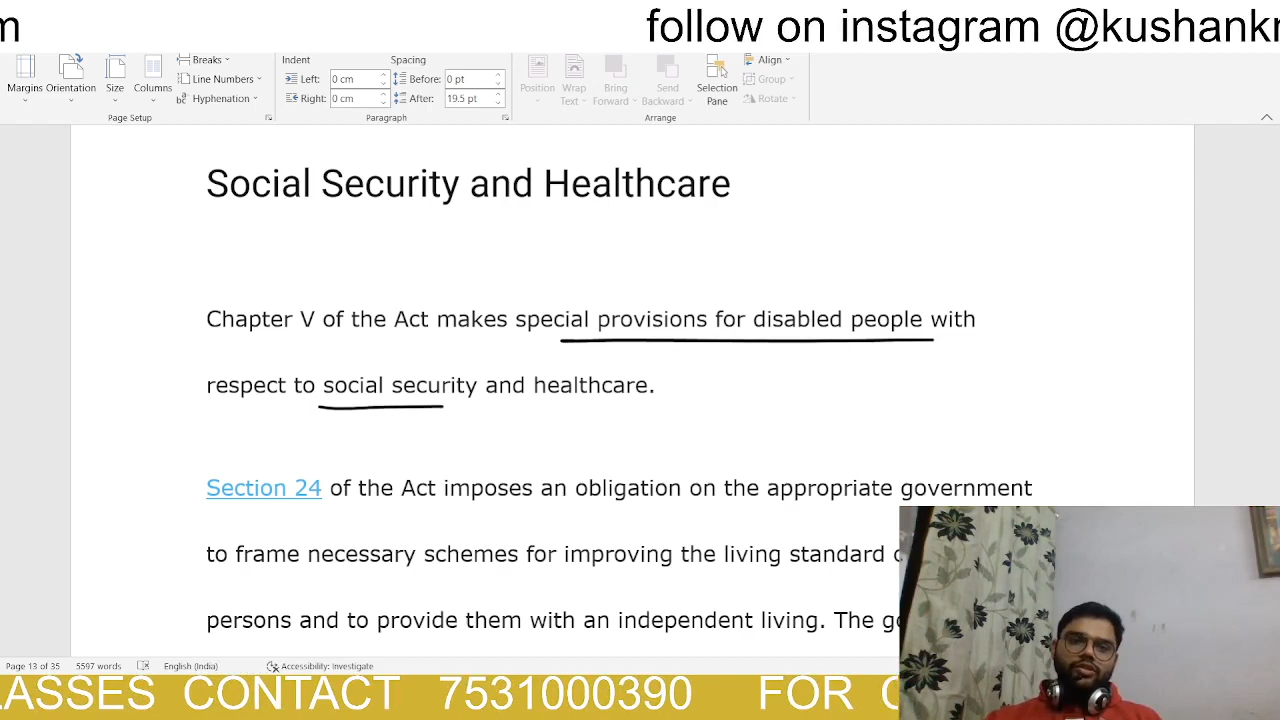 m
follow on instagram @kushankr
Breaks
Line Numbers
Hyphenation
Margins
Orientation
Size
Columns
Page Setup
Indent
Left: 0 cm
Right: 0 cm
Spacing
Before: 0 pt
After: 19.5 pt
Paragraph
Position
Wrap Text
Bring Forward
Send Backward
Selection Pane
Align
Group
Rotate
Arrange
Social Security and Healthcare
Chapter V of the Act makes special provisions for disabled people with
respect to social security and healthcare.
Section 24 of the Act imposes an obligation on the appropriate government
to frame necessary schemes for improving the living standard
persons and to provide them with an independent living. The
Page 13 of 35 5597 words English (India) Accessibility: Investigate
LASSES CONTACT 7531000390 FOR